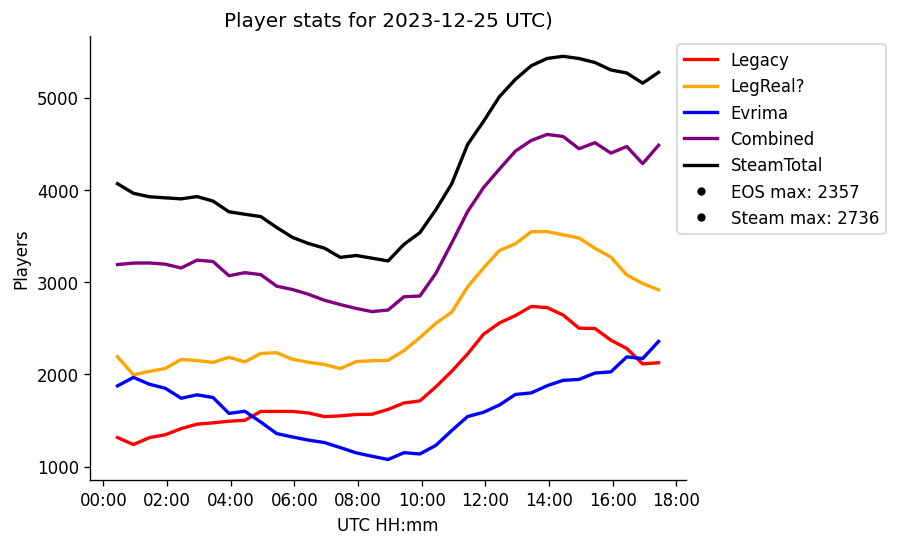 Player stats for 2023-12-25 UTC)
Legacy
LegReal?
Evrima
Combined
SteamTotal
EOS max: 2357
Steam max: 2736
Players
5000
4000
3000
2000
1000
00:00 02:00 04:00 06:00 08:00 10:00 12:00 14:00 16:00 18:00
UTC HH:mm